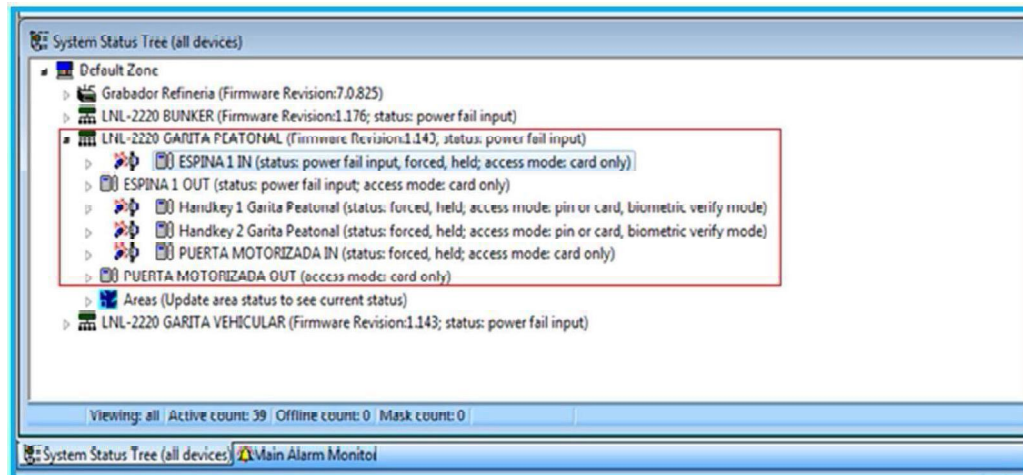 System Status Tree (all devices)
Default Zone
Grabador Refineria (Firmware Revision:7.0.825)
LNL-2220 BUNKER (Firmware Revision:1.176; status: power fail input)
LNL-2220 GARITA PEATONAL (Firmware Revision:1.143; status: power fail input)
ESPINA 1 IN (status: power fail input, forced, held; access mode: card only)
ESPINA 1 OUT (status: power fail input; access mode: card only)
Handkey 1 Garita Peatonal (status: forced, held; access mode: pin or card, biometric verify mode)
Handkey 2 Garita Peatonal (status: forced, held; access mode: pin or card, biometric verify mode)
PUERTA MOTORIZADA IN (status: forced, held; access mode: card only)
PUERTA MOTORIZADA OUT (access mode: card only)
Areas (Update area status to see current status)
LNL-2220 GARITA VEHICULAR (Firmware Revision:1.143; status: power fail input)
Viewing: all Active count: 39 Offline count: 0 Mask count: 0
System Status Tree (all devices) Main Alarm Monitor